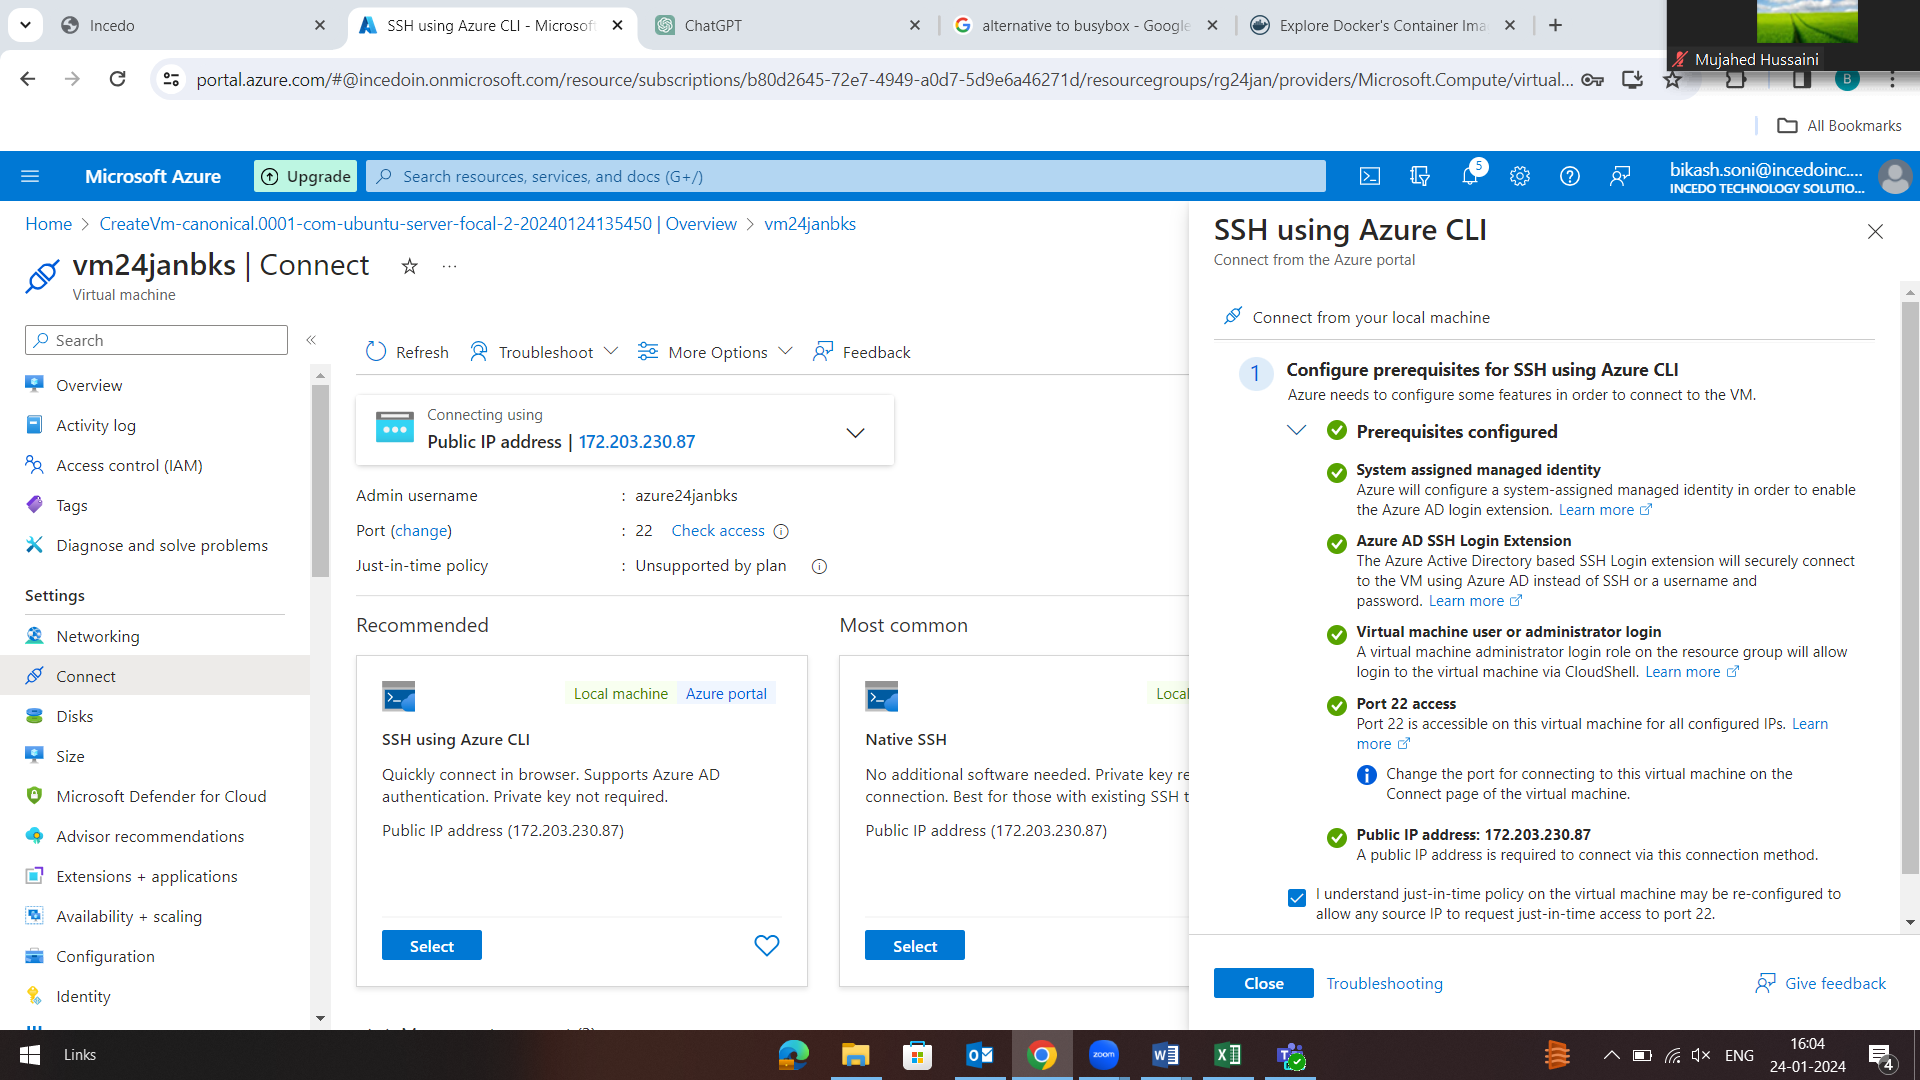 Incedo
SSH using Azure CLI - Microsoft
ChatGPT
alternative to busybox - Google
Explore Docker's Container Ima
Mujahed Hussaini
portal.azure.com/#@incedoin.onmicrosoft.com/resource/subscriptions/b80d2645-72e7-4949-a0d7-5d9e6a46271d/resourcegroups/rg24jan/providers/Microsoft.Compute/virtual...
B
All Bookmarks
Microsoft Azure
Upgrade
Search resources, services, and docs (G+/)
5
bikash.soni@incedoinc....
INCEDO TECHNOLOGY SOLUTIO...
Home > CreateVm-canonical.0001-com-ubuntu-server-focal-2-20240124135450 | Overview > vm24janbks
vm24janbks | Connect
Virtual machine
Search
Overview
Activity log
Access control (IAM)
Tags
Diagnose and solve problems
Settings
Networking
Connect
Disks
Size
Microsoft Defender for Cloud
Advisor recommendations
Extensions + applications
Availability + scaling
Configuration
Identity
Refresh
Troubleshoot
More Options
Feedback
Connecting using
Public IP address | 172.203.230.87
Admin username : azure24janbks
Port (change) : 22 Check access
Just-in-time policy : Unsupported by plan
Recommended
Local machine
Azure portal
SSH using Azure CLI
Quickly connect in browser. Supports Azure AD
authentication. Private key not required.
Public IP address (172.203.230.87)
Select
Most common
Local
Native SSH
No additional software needed. Private key re
connection. Best for those with existing SSH t
Public IP address (172.203.230.87)
Select
SSH using Azure CLI
Connect from the Azure portal
Connect from your local machine
1
Configure prerequisites for SSH using Azure CLI
Azure needs to configure some features in order to connect to the VM.
Prerequisites configured
System assigned managed identity
Azure will configure a system-assigned managed identity in order to enable
the Azure AD login extension. Learn more
Azure AD SSH Login Extension
The Azure Active Directory based SSH Login extension will securely connect
to the VM using Azure AD instead of SSH or a username and
password. Learn more
Virtual machine user or administrator login
A virtual machine administrator login role on the resource group will allow
login to the virtual machine via CloudShell. Learn more
Port 22 access
Port 22 is accessible on this virtual machine for all configured IPs. Learn
more
Change the port for connecting to this virtual machine on the
Connect page of the virtual machine.
Public IP address: 172.203.230.87
A public IP address is required to connect via this connection method.
I understand just-in-time policy on the virtual machine may be re-configured to
allow any source IP to request just-in-time access to port 22.
Close
Troubleshooting
Give feedback
Links
zoom
ENG
16:04
24-01-2024
4